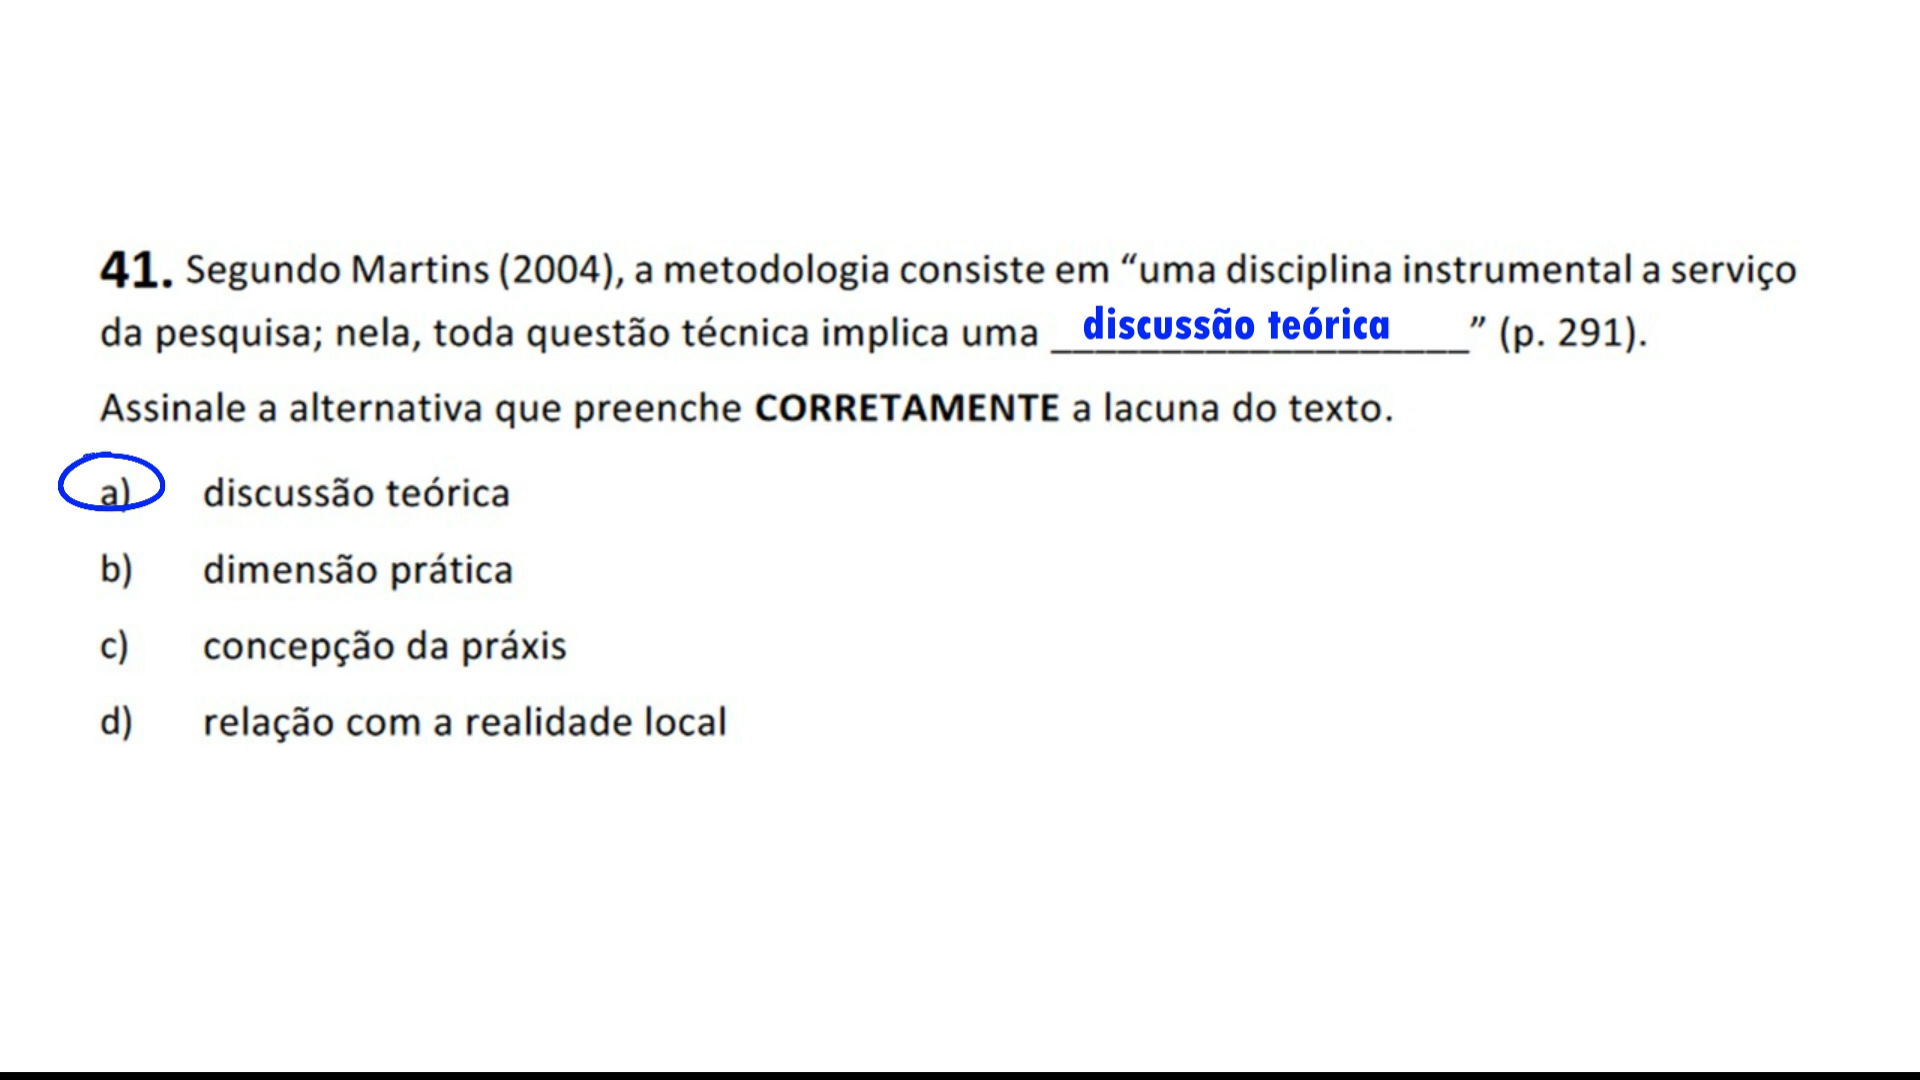 41. Segundo Martins (2004), a metodologia consiste em “uma disciplina instrumental a serviço
da pesquisa; nela, toda questão técnica implica uma ___discussão teórica___” (p. 291).
Assinale a alternativa que preenche CORRETAMENTE a lacuna do texto.
a) discussão teórica
b) dimensão prática
c) concepção da práxis
d) relação com a realidade local